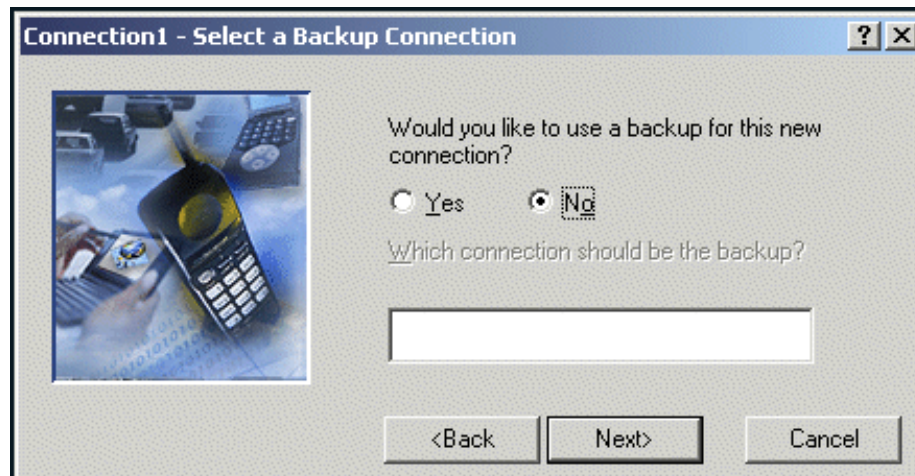 Connection1 - Select a Backup Connection
Would you like to use a backup for this new
connection?
Yes No
Which connection should be the backup?
<Back Next> Cancel